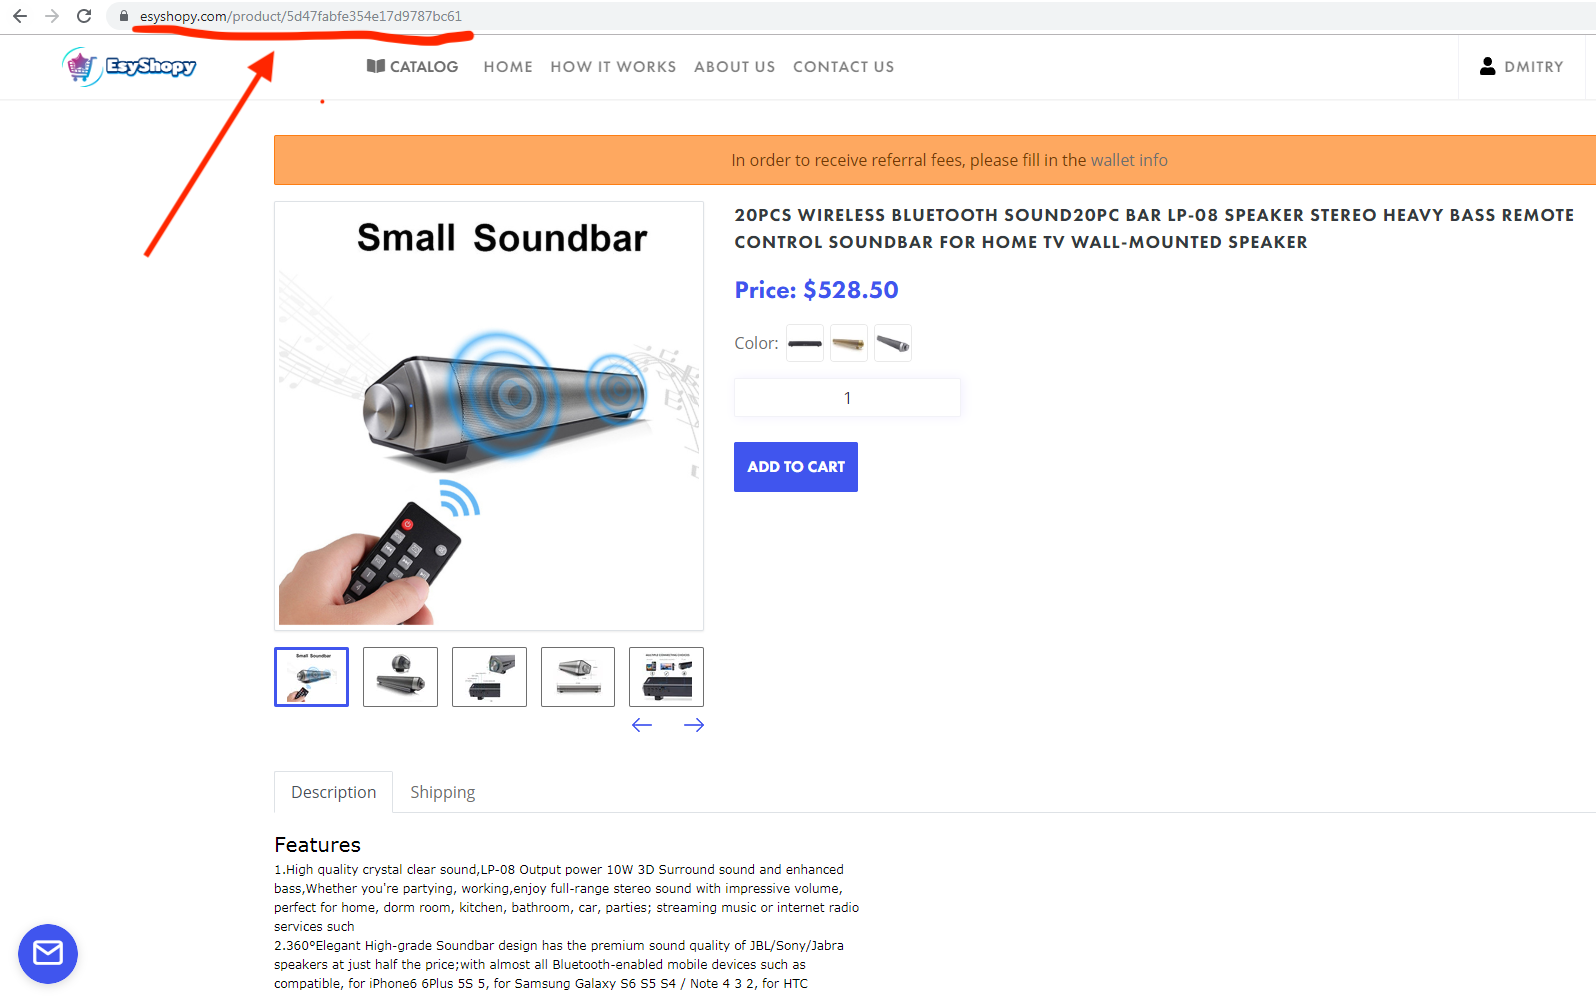 esyshopy.com/product/5d47fabfe354e17d9787bc61
EsyShopy
CATALOG
HOME
HOW IT WORKS
ABOUT US
CONTACT US
DMITRY
In order to receive referral fees, please fill in the wallet info
Small Soundbar
20PCS WIRELESS BLUETOOTH SOUND20PC BAR LP-08 SPEAKER STEREO HEAVY BASS REMOTE
CONTROL SOUNDBAR FOR HOME TV WALL-MOUNTED SPEAKER
Price: $528.50
Color:
1
ADD TO CART
Small Soundbar
Description
Shipping
Features
1.High quality crystal clear sound,LP-08 Output power 10W 3D Surround sound and enhanced
bass,Whether you're partying, working,enjoy full-range stereo sound with impressive volume,
perfect for home, dorm room, kitchen, bathroom, car, parties; streaming music or internet radio
services such
2.360°Elegant High-grade Soundbar design has the premium sound quality of JBL/Sony/Jabra
speakers at just half the price;with almost all Bluetooth-enabled mobile devices such as
compatible, for iPhone6 6Plus 5S 5, for Samsung Galaxy S6 S5 S4 / Note 4 3 2, for HTC